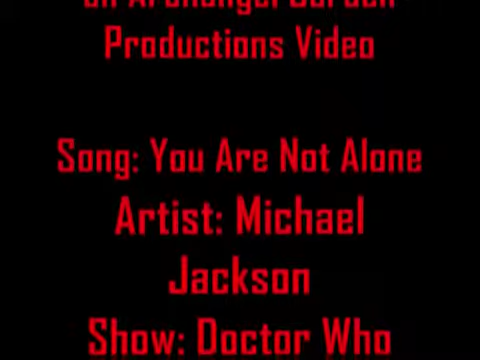 Productions Video
Song: You Are Not Alone
Artist: Michael
Jackson
Show: Doctor Who